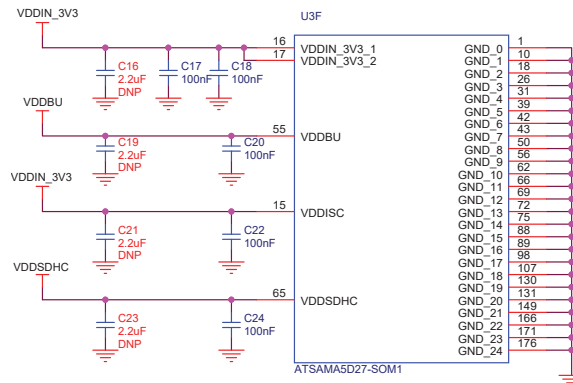 VDDIN_3V3
U3F
16 VDDIN_3V3_1
17 VDDIN_3V3_2
C16
2.2uF
DNP
C17
100nF
C18
100nF
VDDBU
55 VDDBU
C19
2.2uF
DNP
C20
100nF
VDDIN_3V3
15 VDDISC
C21
2.2uF
DNP
C22
100nF
VDDSDHC
65 VDDSDHC
C23
2.2uF
DNP
C24
100nF
GND_0 1
GND_1 10
GND_2 18
GND_3 26
GND_4 31
GND_5 39
GND_6 42
GND_7 43
GND_8 50
GND_9 56
GND_10 62
GND_11 66
GND_12 69
GND_13 72
GND_14 75
GND_15 88
GND_16 89
GND_17 98
GND_18 107
GND_19 130
GND_20 131
GND_21 149
GND_22 166
GND_23 171
GND_24 176
ATSAMA5D27-SOM1